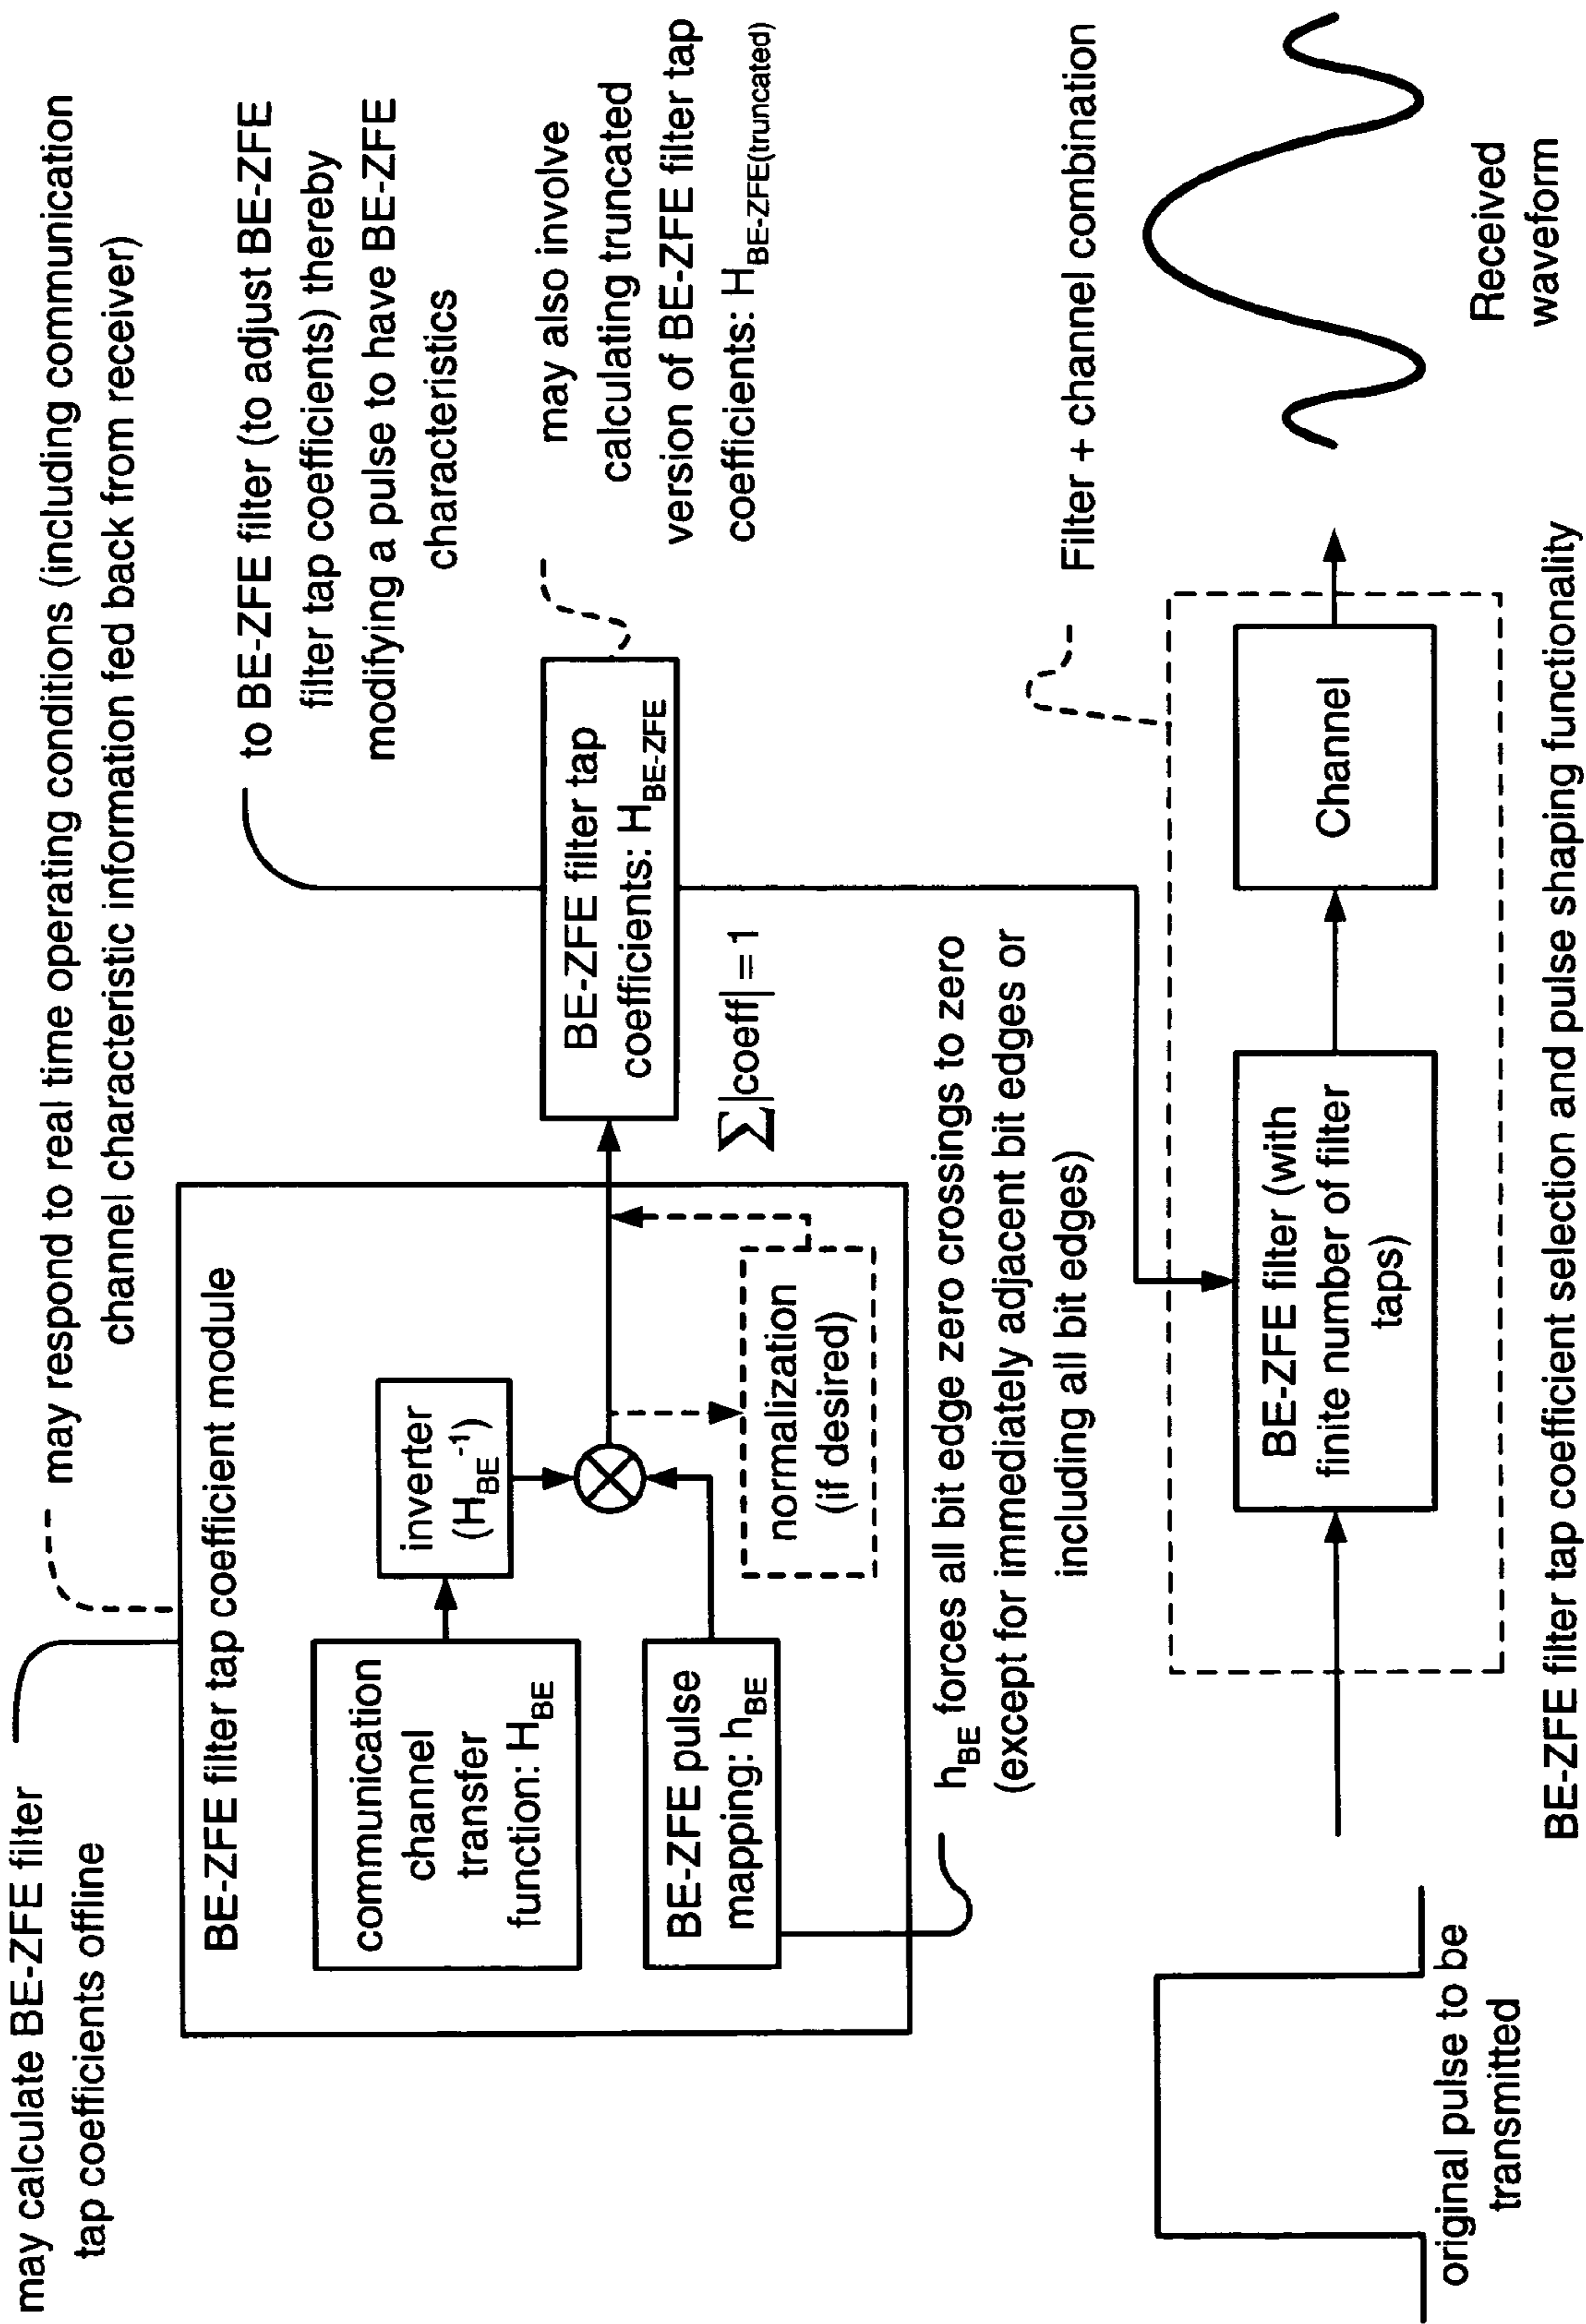 may calculate BE-ZFE filter
tap coefficients offline
may respond to real time operating conditions (including communication
channel characteristic information fed back from receiver)
BE-ZFE filter tap coefficient module
communication
channel
transfer
function: H_BE
inverter
(H_BE^-1)
BE-ZFE pulse
mapping: h_BE
normalization
(if desired)
h_BE forces all bit edge zero crossings to zero
(except for immediately adjacent bit edges or
including all bit edges)
∑|coeff|=1
BE-ZFE filter tap
coefficients: H_BE-ZFE
to BE-ZFE filter (to adjust BE-ZFE
filter tap coefficients) thereby
modifying a pulse to have BE-ZFE
characteristics
may also involve
calculating truncated
version of BE-ZFE filter tap
coefficients: H_BE-ZFE(truncated)
Filter + channel combination
original pulse to be
transmitted
BE-ZFE filter (with
finite number of filter
taps)
Channel
Received
waveform
BE-ZFE filter tap coefficient selection and pulse shaping functionality